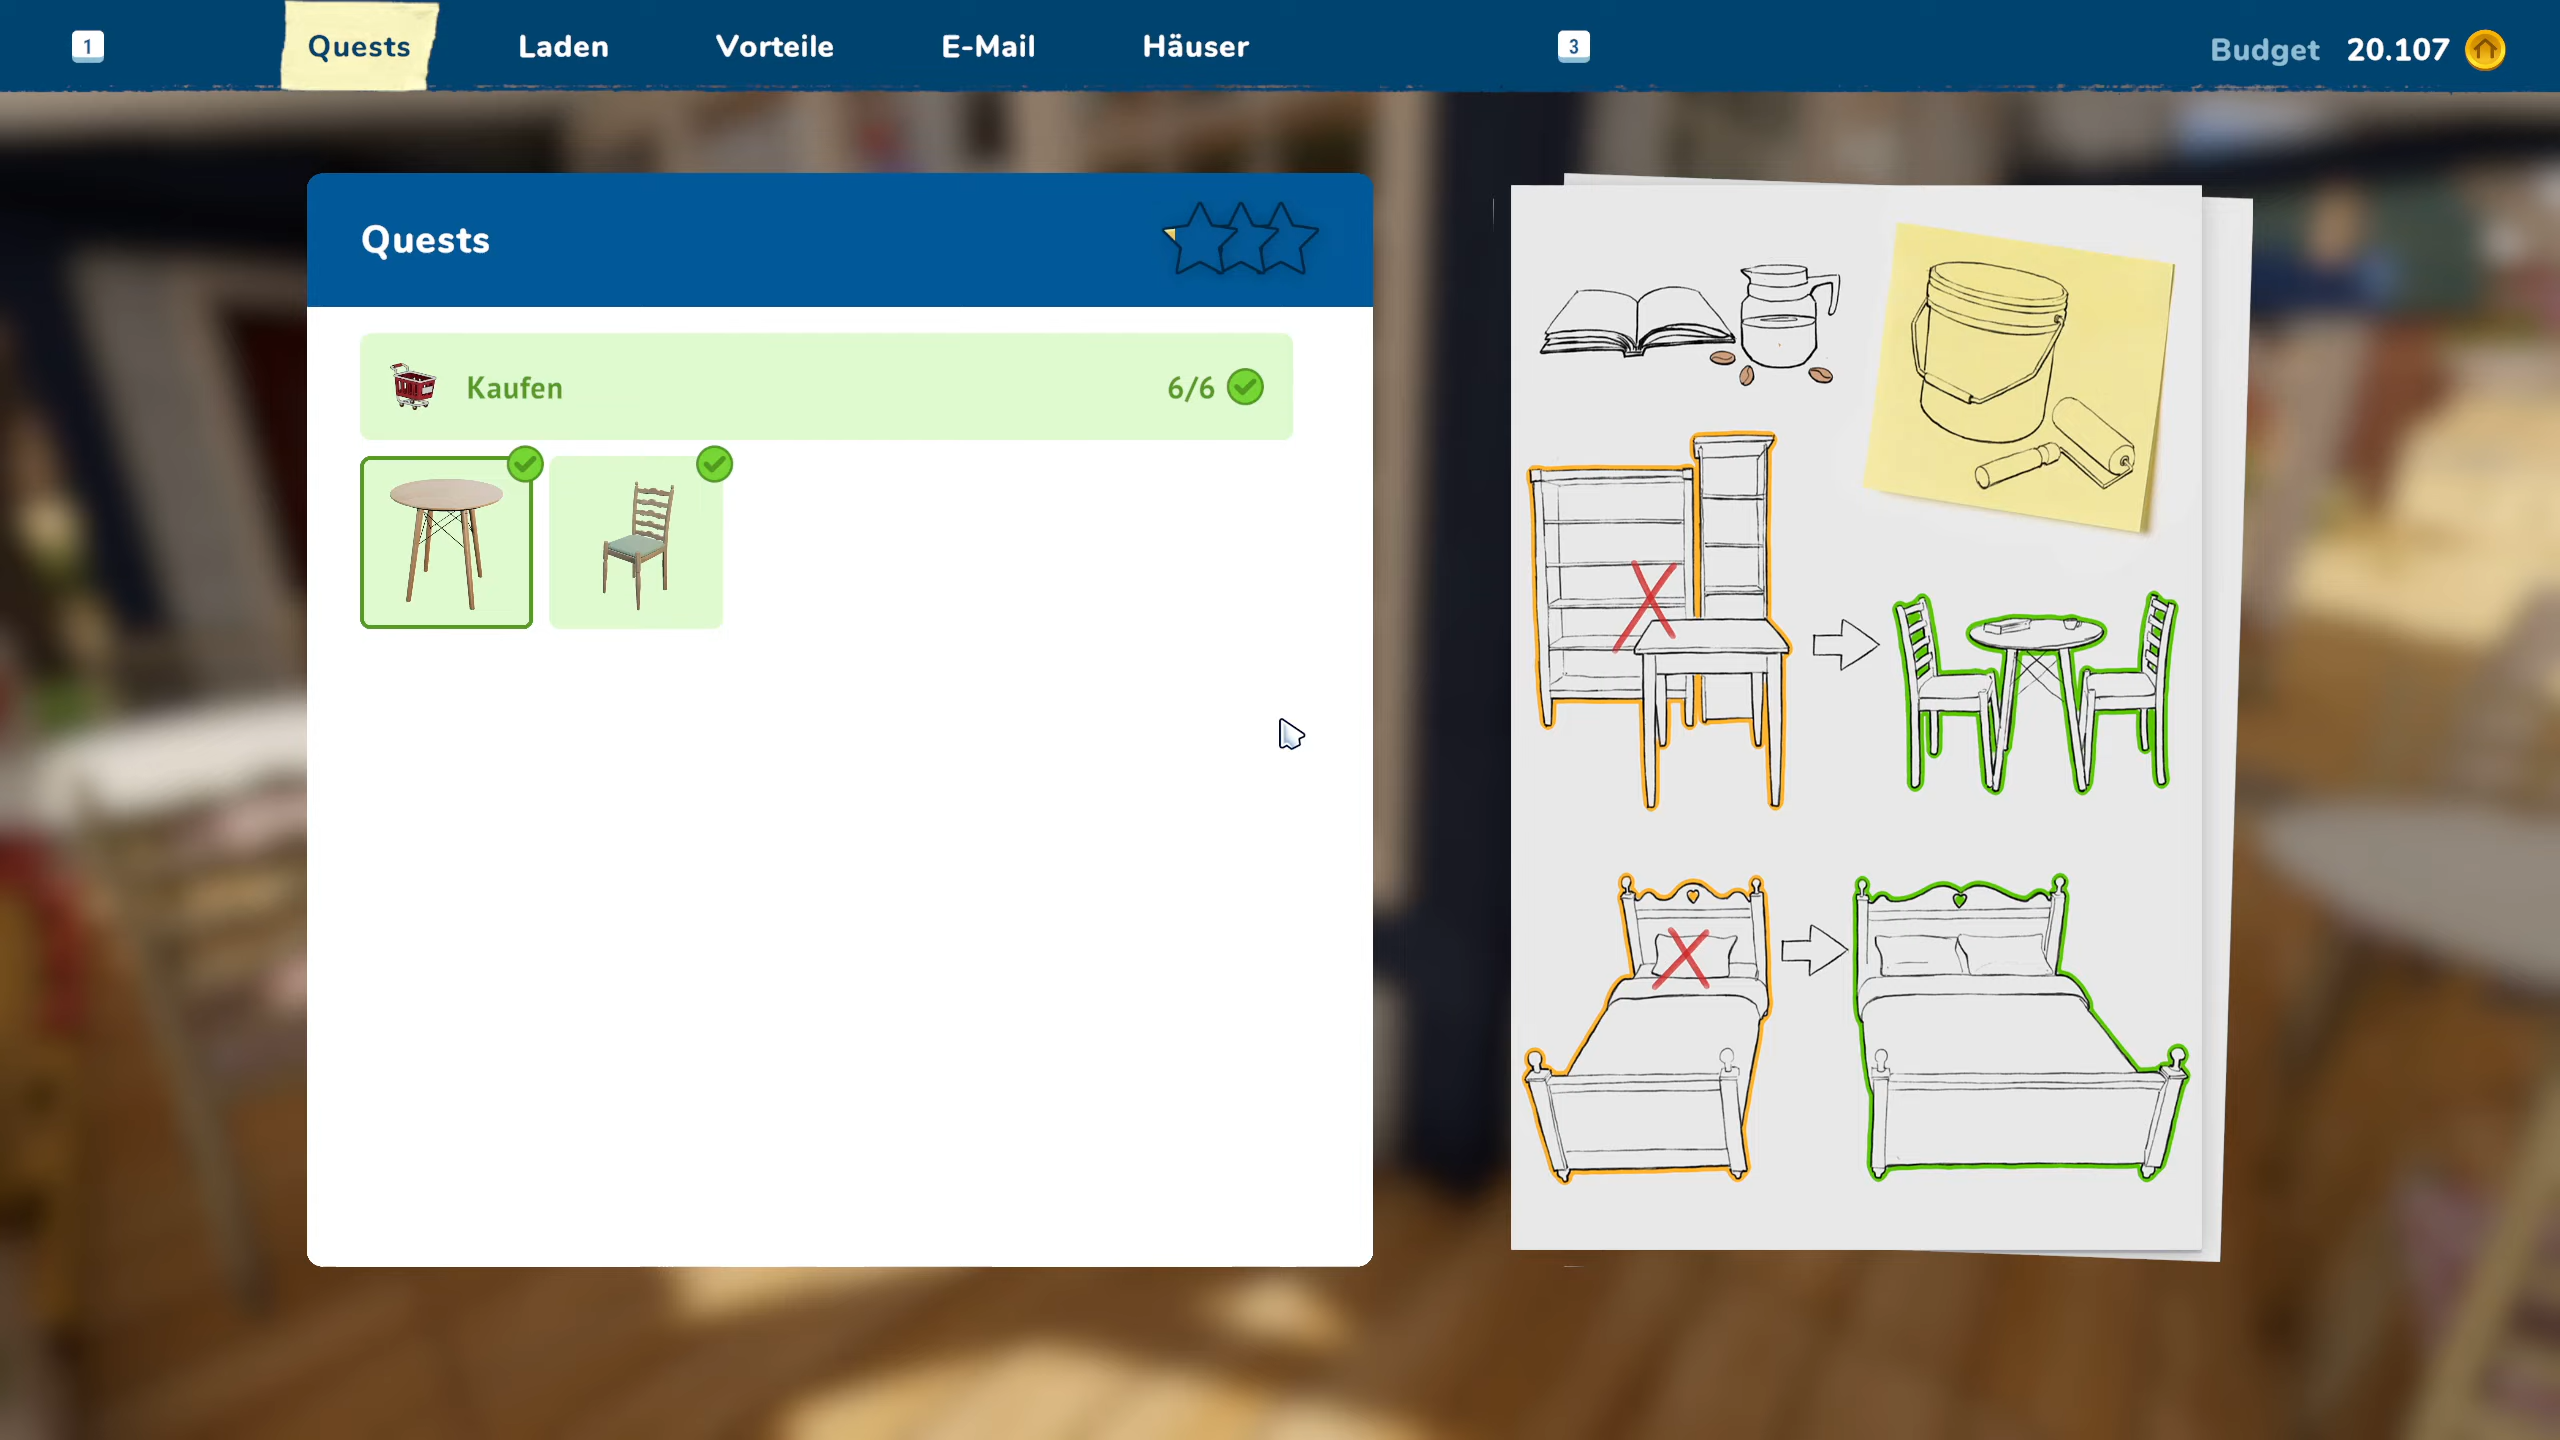 1
Quests
Laden
Vorteile
E-Mail
Häuser
3
Budget 20.107
Quests
Kaufen
6/6